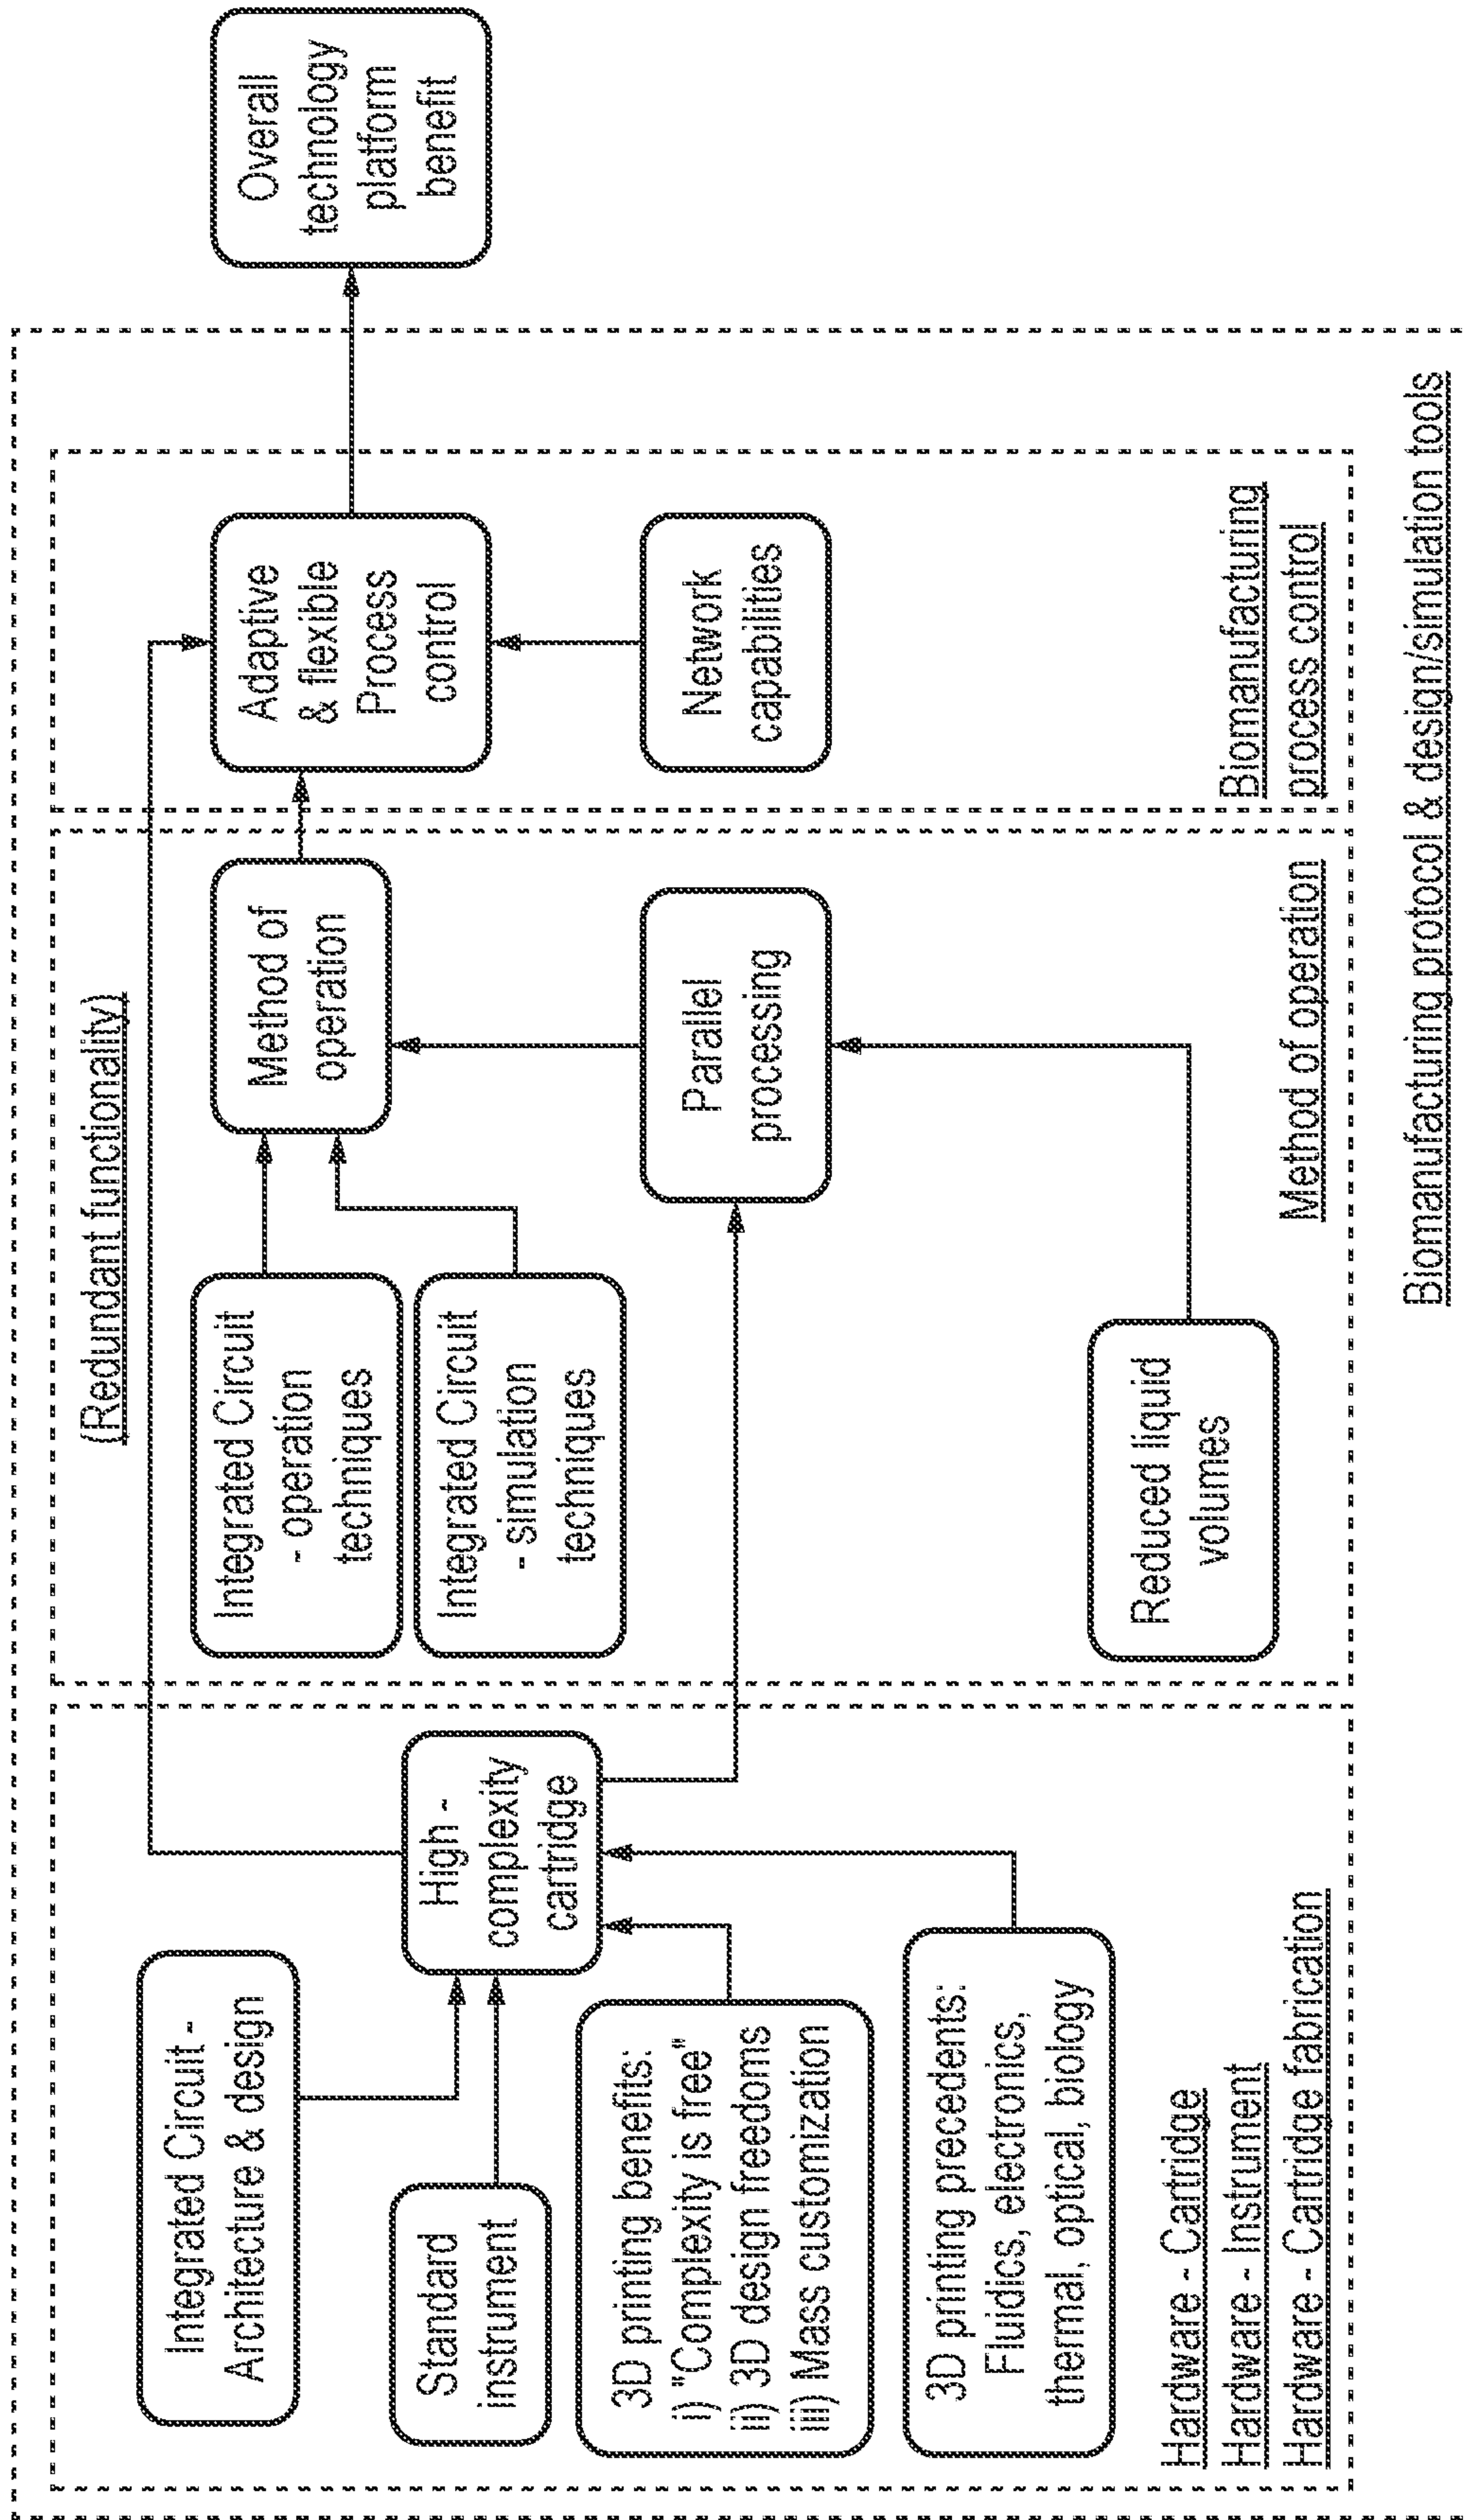 (Redundant functionality)
Integrated Circuit -
Architecture & design
Standard
instrument
3D printing benefits:
i) "Complexity is free"
ii) 3D design freedoms
iii) Mass customization
3D printing precedents:
Fluidics, electronics,
thermal, optical, biology
High -
complexity
cartridge
Hardware - Cartridge
Hardware - Instrument
Hardware - Cartridge fabrication
Integrated Circuit
- operation
techniques
Integrated Circuit
- simulation
techniques
Reduced liquid
volumes
Method of
operation
Parallel
processing
Method of operation
Adaptive
& flexible
Process
control
Network
capabilities
Biomanufacturing
process control
Overall
technology
platform
benefit
Biomanufacturing protocol & design/simulation tools